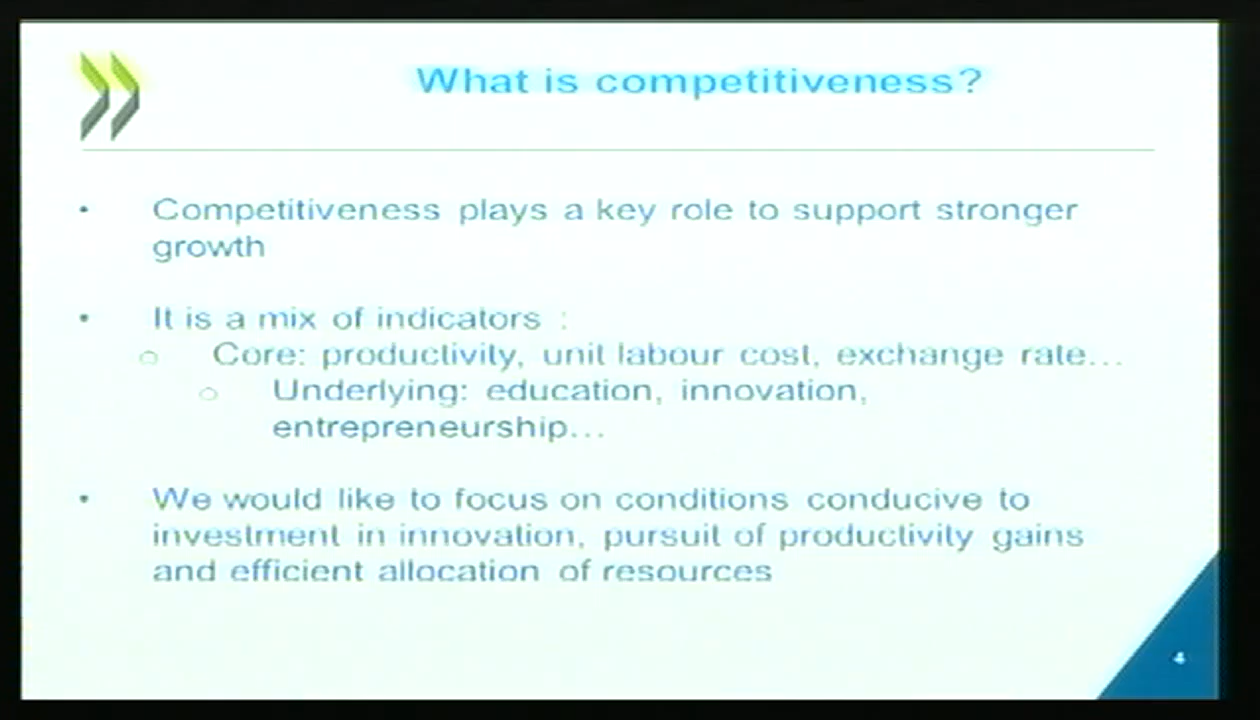 What is competitiveness?
• Competitiveness plays a key role to support stronger
growth
• It is a mix of indicators :
○ Core: productivity, unit labour cost, exchange rate...
○ Underlying: education, innovation,
entrepreneurship...
• We would like to focus on conditions conducive to
investment in innovation, pursuit of productivity gains
and efficient allocation of resources
4